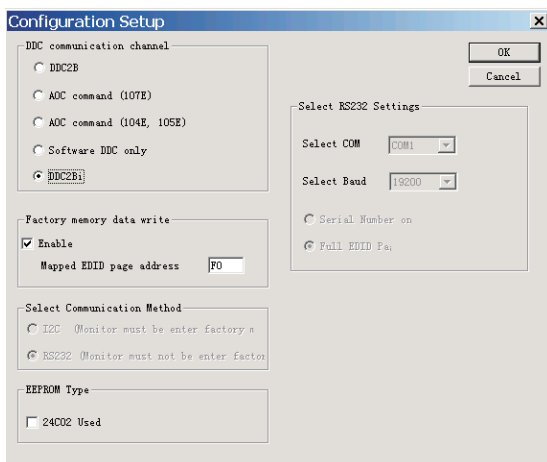 Configuration Setup
DDC communication channel
DDC2B
AOC command (107E)
AOC command (104E, 105E)
Software DDC only
DDC2Bi
Factory memory data write
Enable
Mapped EDID page address F0
Select Communication Method
I2C (Monitor must be enter factory m
RS232 (Monitor must not be enter factor
EEPROM Type
24C02 Used
OK
Cancel
Select RS232 Settings
Select COM COM1
Select Baud 19200
Serial Number on
Full EDID Pa